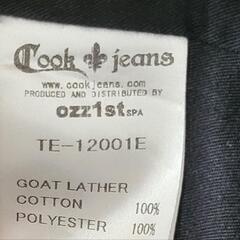 Cook jeans
www.cookjeans.com
PRODUCED AND DISTRIBUTED BY
ozz1st SPA
TE-12001E
GOAT LATHER
COTTON 100%
POLYESTER 100%